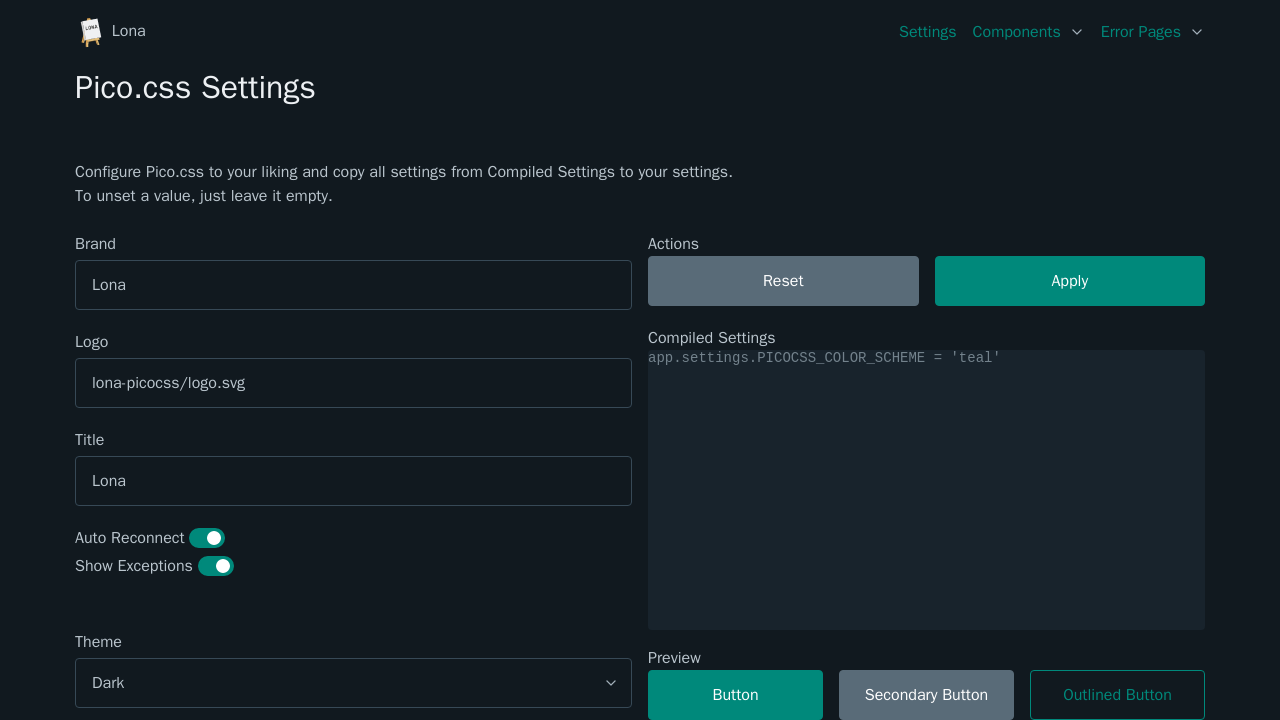 LONA
Lona
Settings
Components
Error Pages
Pico.css Settings
Configure Pico.css to your liking and copy all settings from Compiled Settings to your settings.
To unset a value, just leave it empty.
Brand
Lona
Logo
lona-picocss/logo.svg
Title
Lona
Auto Reconnect
Show Exceptions
Theme
Dark
Actions
Reset
Apply
Compiled Settings
app.settings.PICOCSS_COLOR_SCHEME = 'teal'
Preview
Button
Secondary Button
Outlined Button